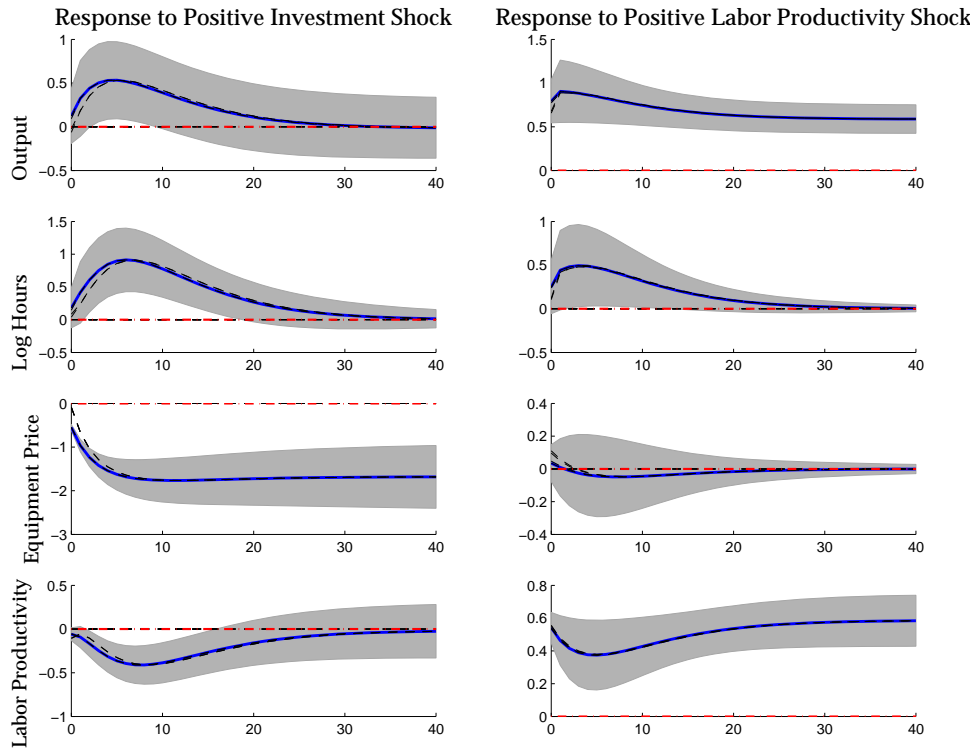 Response to Positive Investment Shock
Response to Positive Labor Productivity Shock
Output
1
0.5
0
−0.5
0 10 20 30 40
1.5
1
0.5
0
0 10 20 30 40
Log Hours
1.5
1
0.5
0
−0.5
0 10 20 30 40
1
0.5
0
−0.5
0 10 20 30 40
Equipment Price
0
−1
−2
−3
0 10 20 30 40
0.4
0.2
0
−0.2
−0.4
0 10 20 30 40
Labor Productivity
0.5
0
−0.5
−1
0 10 20 30 40
0.8
0.6
0.4
0.2
0
0 10 20 30 40